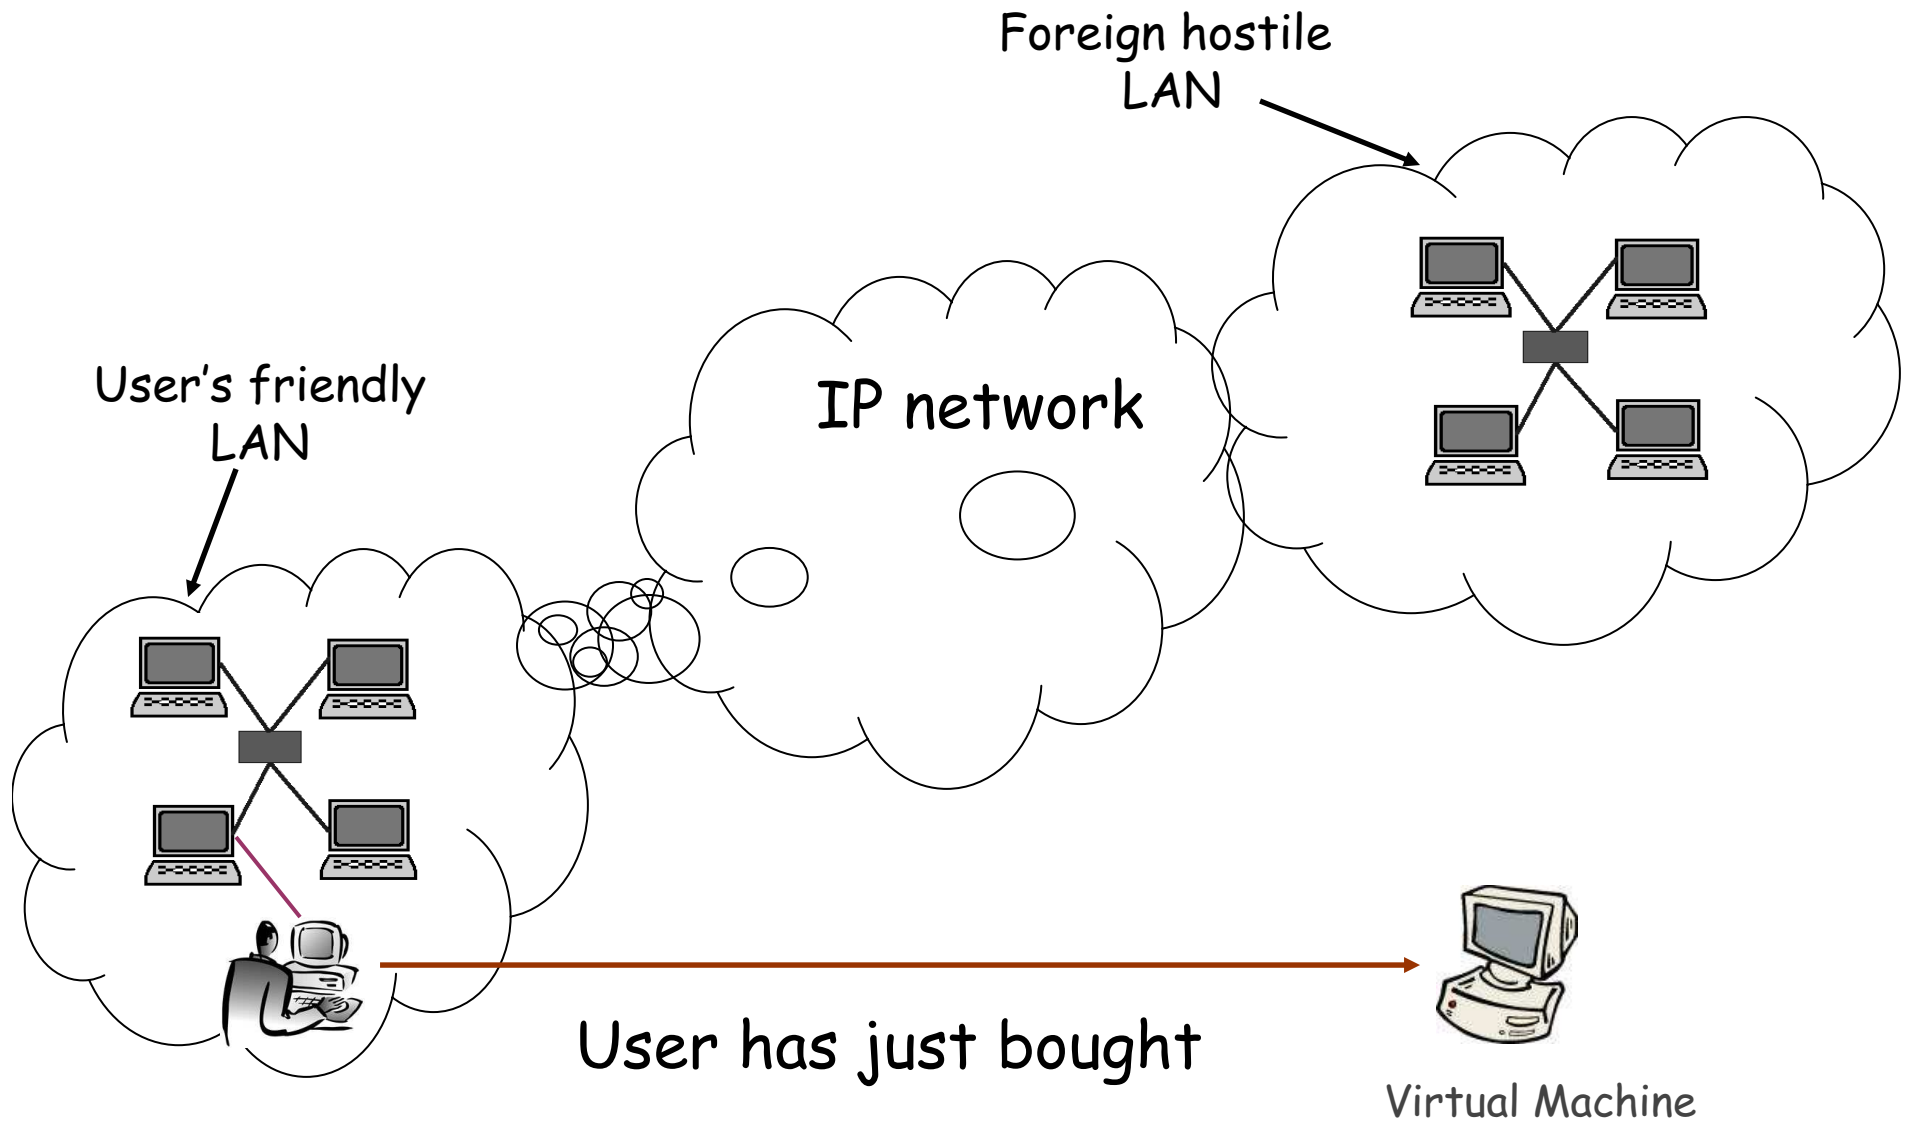 Foreign hostile
LAN
IP network
User’s friendly
LAN
User has just bought
Virtual Machine